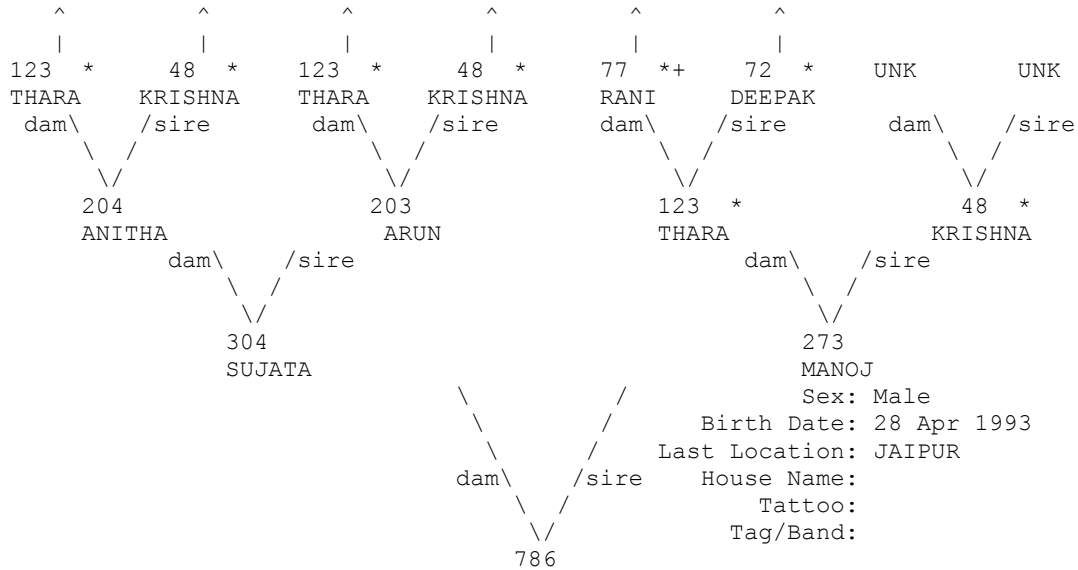 ^ ^ ^ ^ ^ ^
| | | | | |
123 * 48 * 123 * 48 * 77 *+ 72 * UNK UNK
THARA KRISHNA THARA KRISHNA RANI DEEPAK
dam\ /sire dam\ /sire dam\ /sire dam\ /sire
\ / \ / \ / \ /
\/ \/ \/ \/
204 203 123 * 48 *
ANITHA ARUN THARA KRISHNA
dam\ /sire dam\ /sire
\ / \ /
\/ \/
304 273
SUJATA MANOJ
\ / Sex: Male
\ / Birth Date: 28 Apr 1993
\ / Last Location: JAIPUR
dam\ /sire House Name:
\ / Tattoo:
\/ Tag/Band:
786